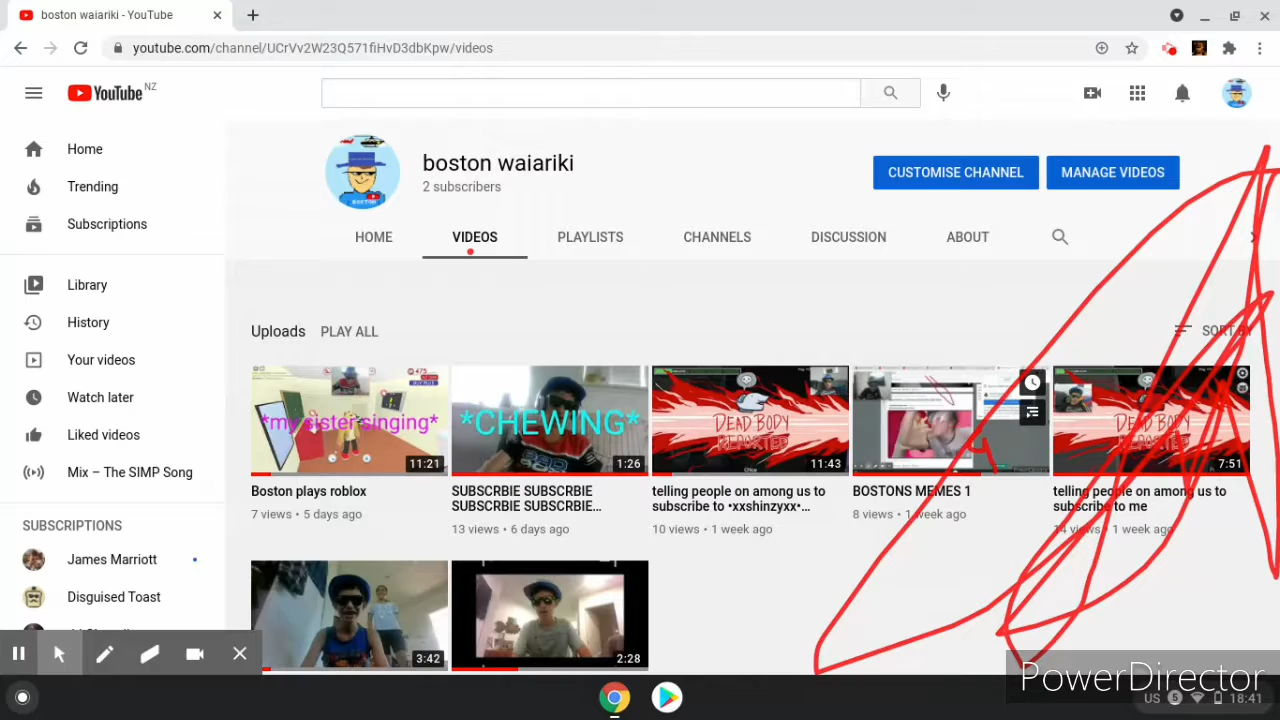 boston waiariki - YouTube
youtube.com/channel/UCrVv2W23Q571fiHvD3dbKpw/videos
YouTube NZ
Home
Trending
Subscriptions
Library
History
Your videos
Watch later
Liked videos
Mix – The SIMP Song
SUBSCRIPTIONS
James Marriott
Disguised Toast
boston waiariki
2 subscribers
CUSTOMISE CHANNEL
MANAGE VIDEOS
HOME VIDEOS PLAYLISTS CHANNELS DISCUSSION ABOUT
Uploads PLAY ALL
SORT BY
*my sister singing*
11:21
Boston plays roblox
7 views • 5 days ago
*CHEWING*
1:26
SUBSCRBIE SUBSCRBIE
SUBSCRBIE SUBSCRBIE...
13 views • 6 days ago
DEAD BODY
REPORTED
11:43
telling people on among us to
subscribe to •xxshinzyxx•...
10 views • 1 week ago
BOSTONS MEMES 1
8 views • 1 week ago
DEAD BODY
REPORTED
7:51
telling people on among us to
subscribe to me
14 views • 1 week ago
3:42
2:28
PowerDirector
US 5 18:41